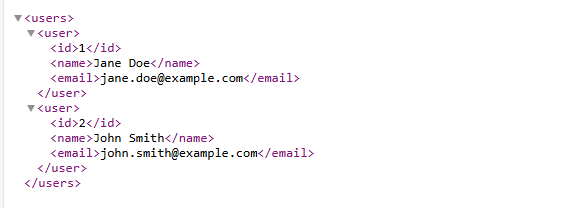 <users>
<user>
<id>1</id>
<name>Jane Doe</name>
<email>jane.doe@example.com</email>
</user>
<user>
<id>2</id>
<name>John Smith</name>
<email>john.smith@example.com</email>
</user>
</users>